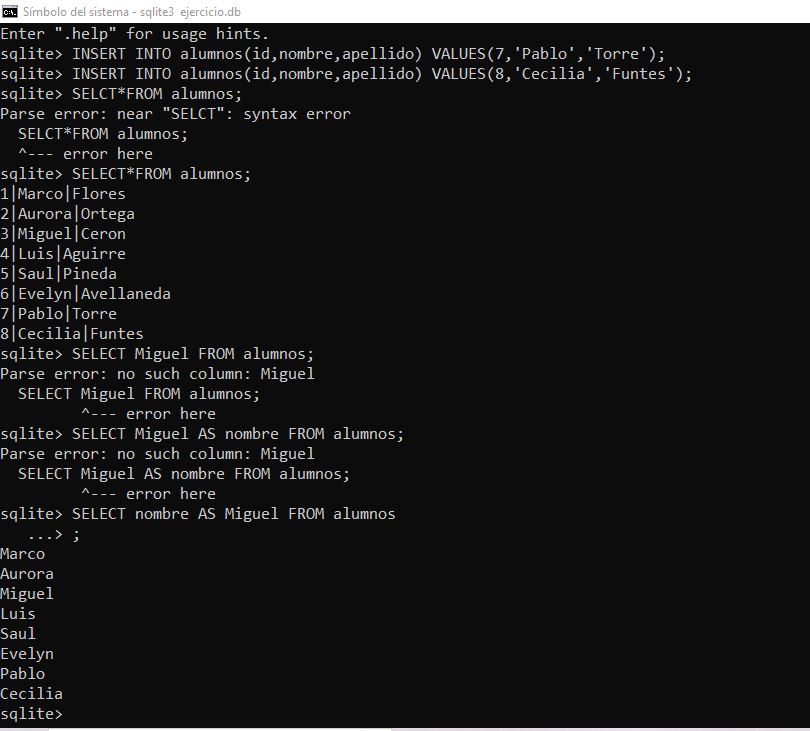 Símbolo del sistema - sqlite3 ejercicio.db
Enter ".help" for usage hints.
sqlite> INSERT INTO alumnos(id,nombre,apellido) VALUES(7,'Pablo','Torre');
sqlite> INSERT INTO alumnos(id,nombre,apellido) VALUES(8,'Cecilia','Funtes');
sqlite> SELCT*FROM alumnos;
Parse error: near "SELCT": syntax error
  SELCT*FROM alumnos;
  ^--- error here
sqlite> SELECT*FROM alumnos;
1|Marco|Flores
2|Aurora|Ortega
3|Miguel|Ceron
4|Luis|Aguirre
5|Saul|Pineda
6|Evelyn|Avellaneda
7|Pablo|Torre
8|Cecilia|Funtes
sqlite> SELECT Miguel FROM alumnos;
Parse error: no such column: Miguel
  SELECT Miguel FROM alumnos;
         ^--- error here
sqlite> SELECT Miguel AS nombre FROM alumnos;
Parse error: no such column: Miguel
  SELECT Miguel AS nombre FROM alumnos;
         ^--- error here
sqlite> SELECT nombre AS Miguel FROM alumnos
   ...> ;
Marco
Aurora
Miguel
Luis
Saul
Evelyn
Pablo
Cecilia
sqlite>